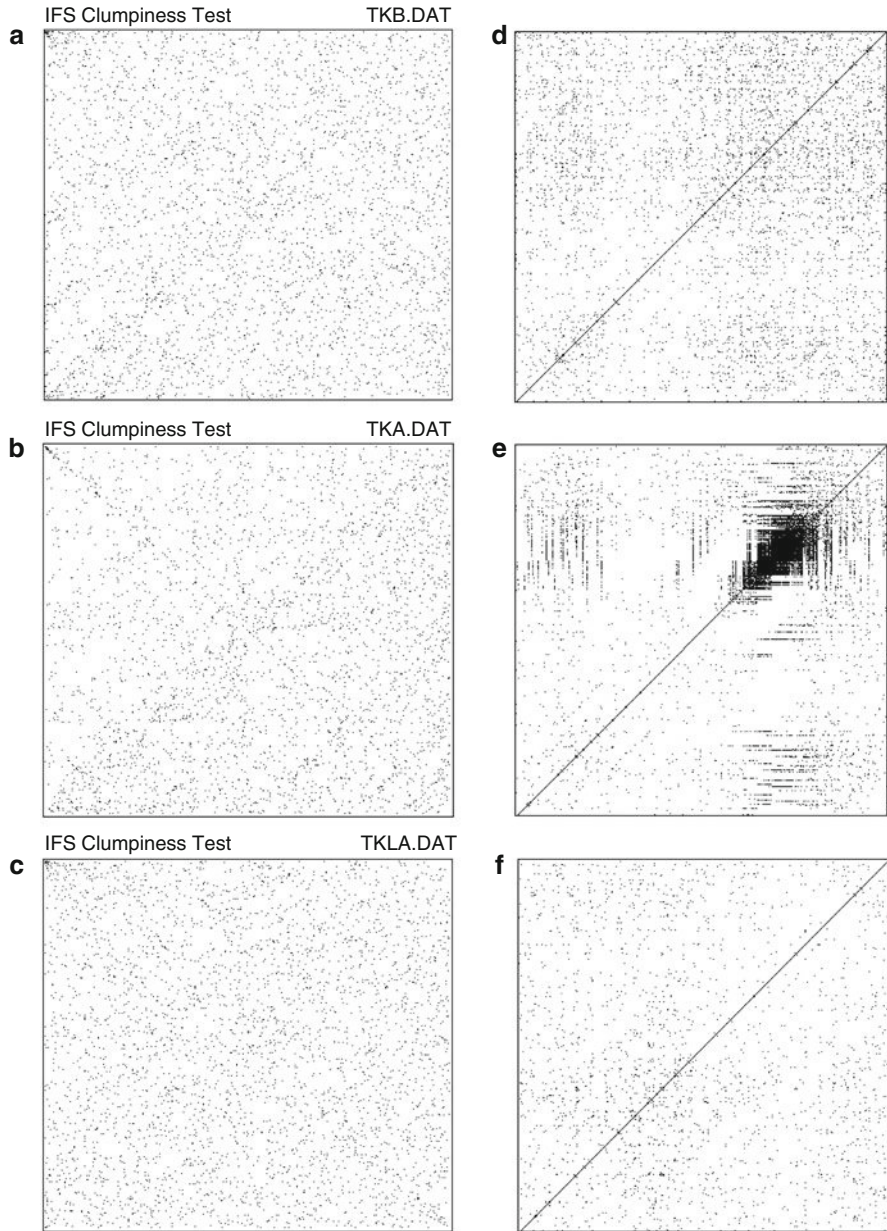 IFS Clumpiness Test TKB.DAT
a
d
IFS Clumpiness Test TKA.DAT
b
e
IFS Clumpiness Test TKLA.DAT
c
f